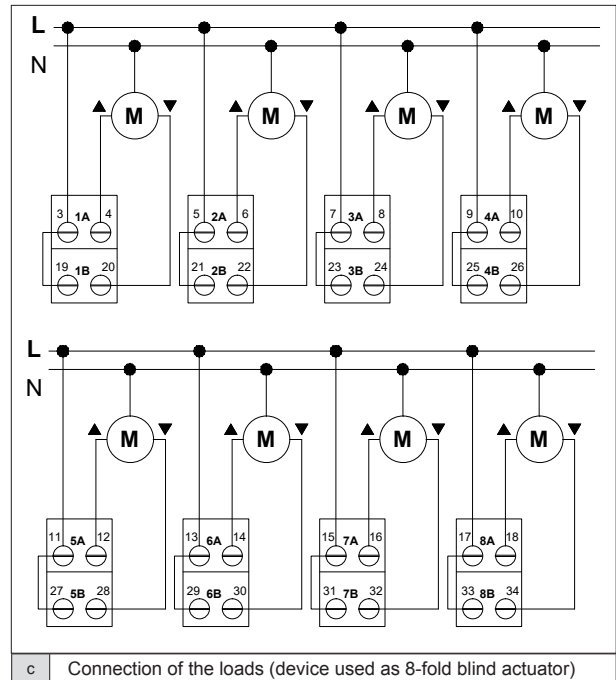 L
N
M M M M
3 1A 4 5 2A 6 7 3A 8 9 4A 10
19 1B 20 21 2B 22 23 3B 24 25 4B 26
L
N
M M M M
11 5A 12 13 6A 14 15 7A 16 17 8A 18
27 5B 28 29 6B 30 31 7B 32 33 8B 34
c Connection of the loads (device used as 8-fold blind actuator)